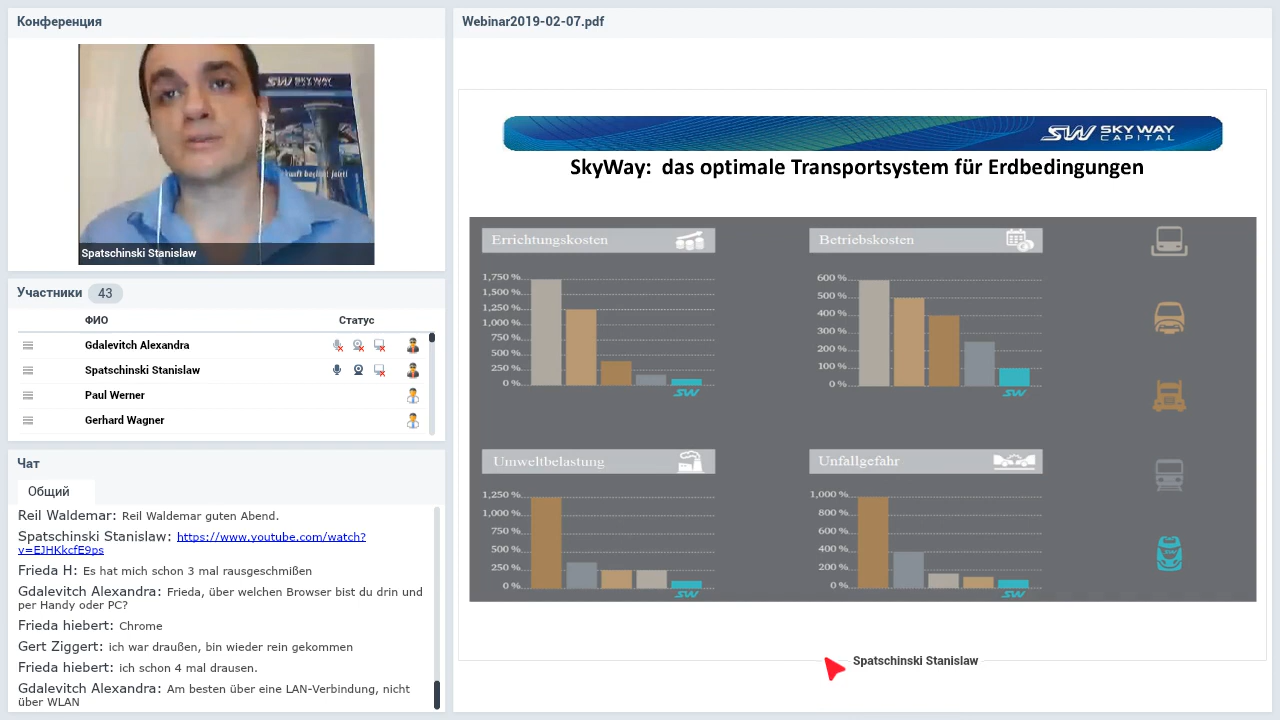 Конференция
SW SKY WAY
CAPITAL
Spatschinski Stanislaw
Участники 43
ФИО Статус
Gdalevitch Alexandra
Spatschinski Stanislaw
Paul Werner
Gerhard Wagner
Чат
Общий
Reil Waldemar: Reil Waldemar guten Abend.
Spatschinski Stanislaw: https://www.youtube.com/watch?
v=EJHKkcfE9ps
Frieda H: Es hat mich schon 3 mal rausgeschmißen
Gdalevitch Alexandra: Frieda, über welchen Browser bist du drin und
per Handy oder PC?
Frieda hiebert: Chrome
Gert Ziggert: ich war draußen, bin wieder rein gekommen
Frieda hiebert: ich schon 4 mal drausen.
Gdalevitch Alexandra: Am besten über eine LAN-Verbindung, nicht
über WLAN
Webinar2019-02-07.pdf
SW SKY WAY
CAPITAL
SkyWay: das optimale Transportsystem für Erdbedingungen
Errichtungskosten
1,750 %
1,500 %
1,250 %
1,000 %
750 %
500 %
250 %
0 %
SW
Betriebskosten
600 %
500 %
400 %
300 %
200 %
100 %
0 %
SW
Umweltbelastung
1,250 %
1,000 %
750 %
500 %
250 %
0 %
SW
Unfallgefahr
1,000 %
800 %
600 %
400 %
200 %
0 %
SW
Spatschinski Stanislaw